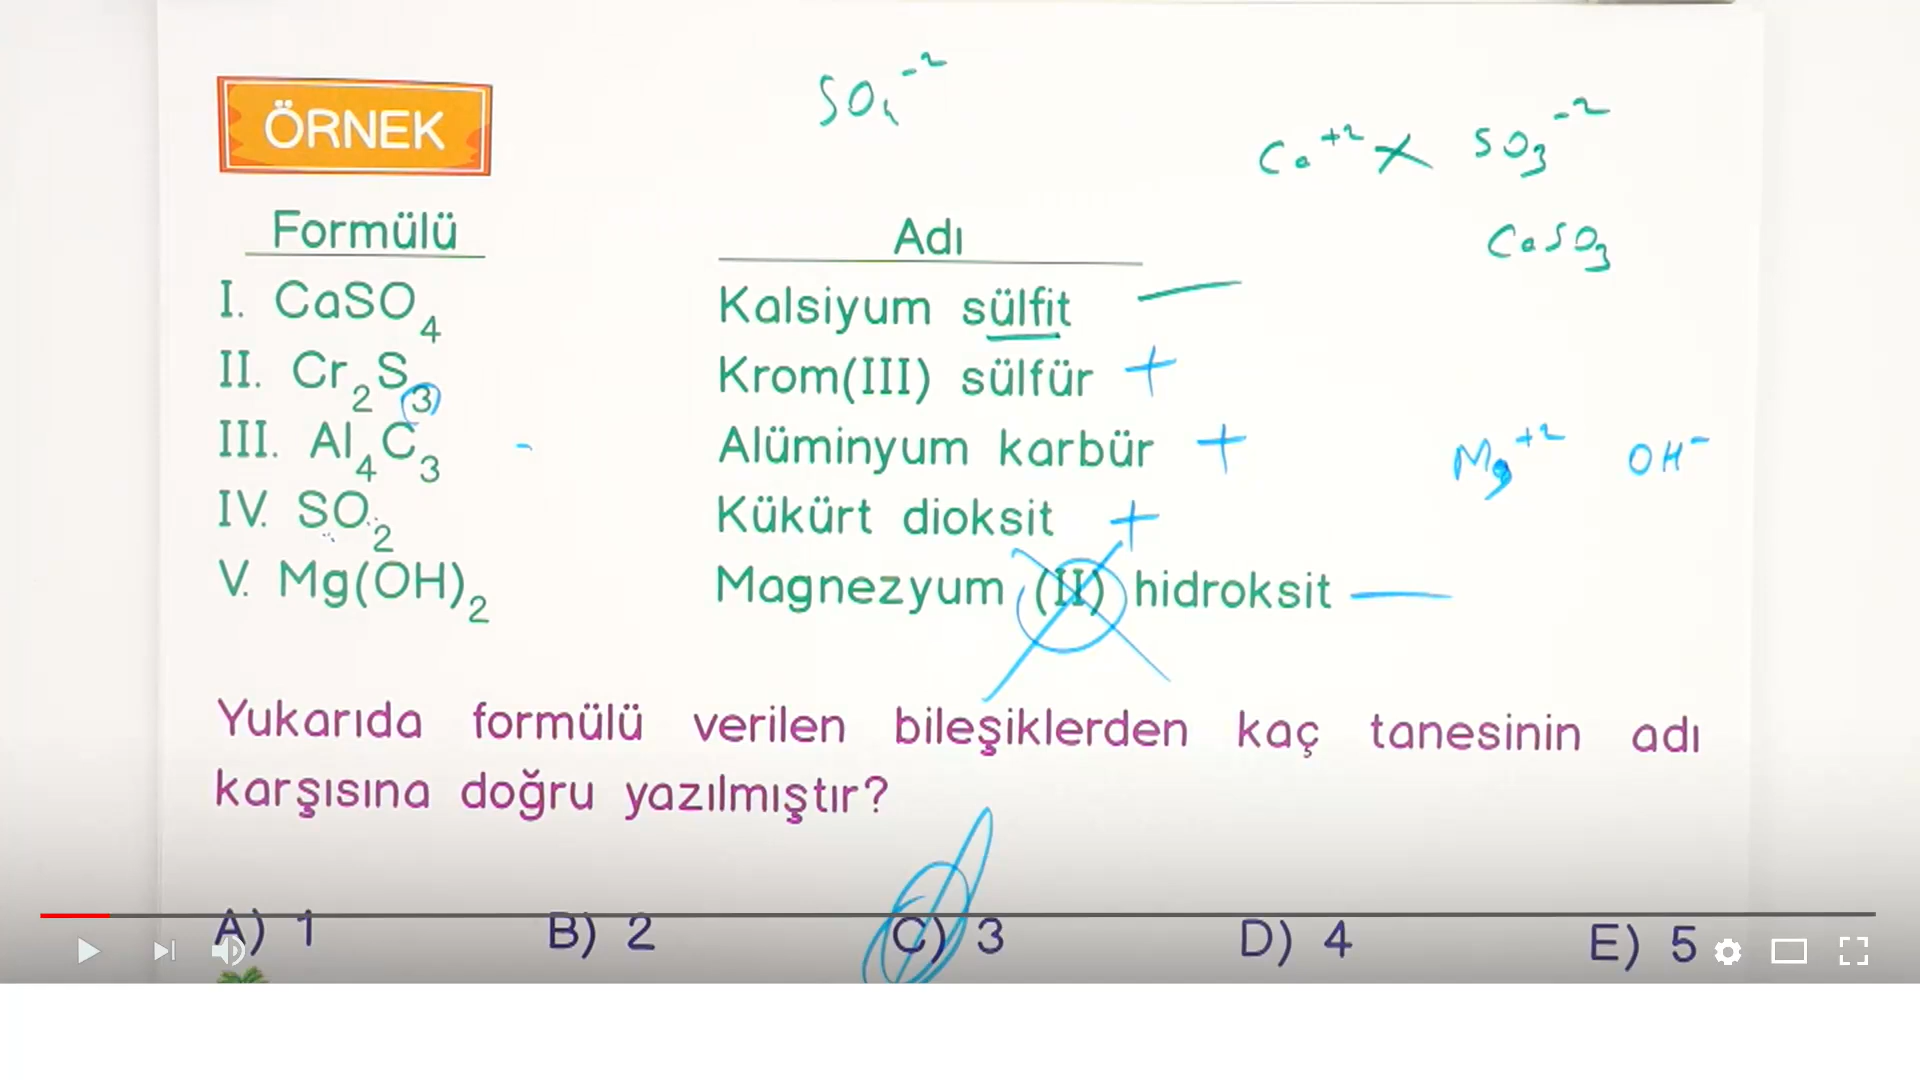 SO₄⁻²
ÖRNEK
Ca⁺² SO₃⁻²
CaSO₃
Formülü Adı
I. CaSO₄ Kalsiyum sülfit —
II. Cr₂S₃ Krom(III) sülfür +
III. Al₄C₃ - Alüminyum karbür +
Mg⁺² OH⁻
IV. SO₂ Kükürt dioksit +
V. Mg(OH)₂ Magnezyum (II) hidroksit —
Yukarıda formülü verilen bileşiklerden kaç tanesinin adı
karşısına doğru yazılmıştır?
A) 1 B) 2 C) 3 D) 4 E) 5